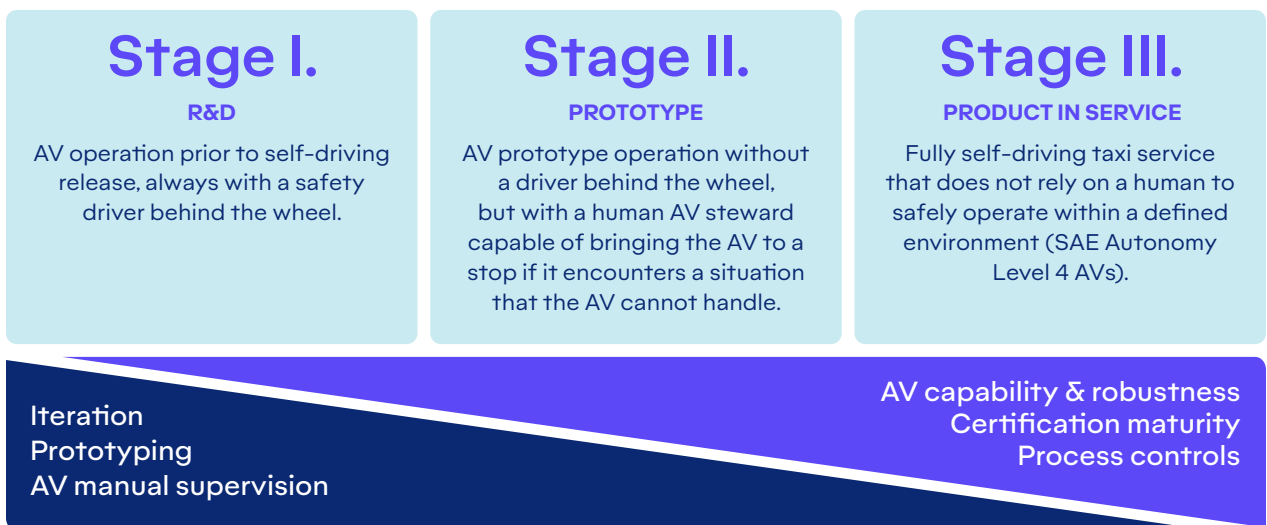 Stage I.
R&D
AV operation prior to self-driving
release, always with a safety
driver behind the wheel.
Stage II.
PROTOTYPE
AV prototype operation without
a driver behind the wheel,
but with a human AV steward
capable of bringing the AV to a
stop if it encounters a situation
that the AV cannot handle.
Stage III.
PRODUCT IN SERVICE
Fully self-driving taxi service
that does not rely on a human to
safely operate within a defined
environment (SAE Autonomy
Level 4 AVs).
Iteration
Prototyping
AV manual supervision
AV capability & robustness
Certification maturity
Process controls